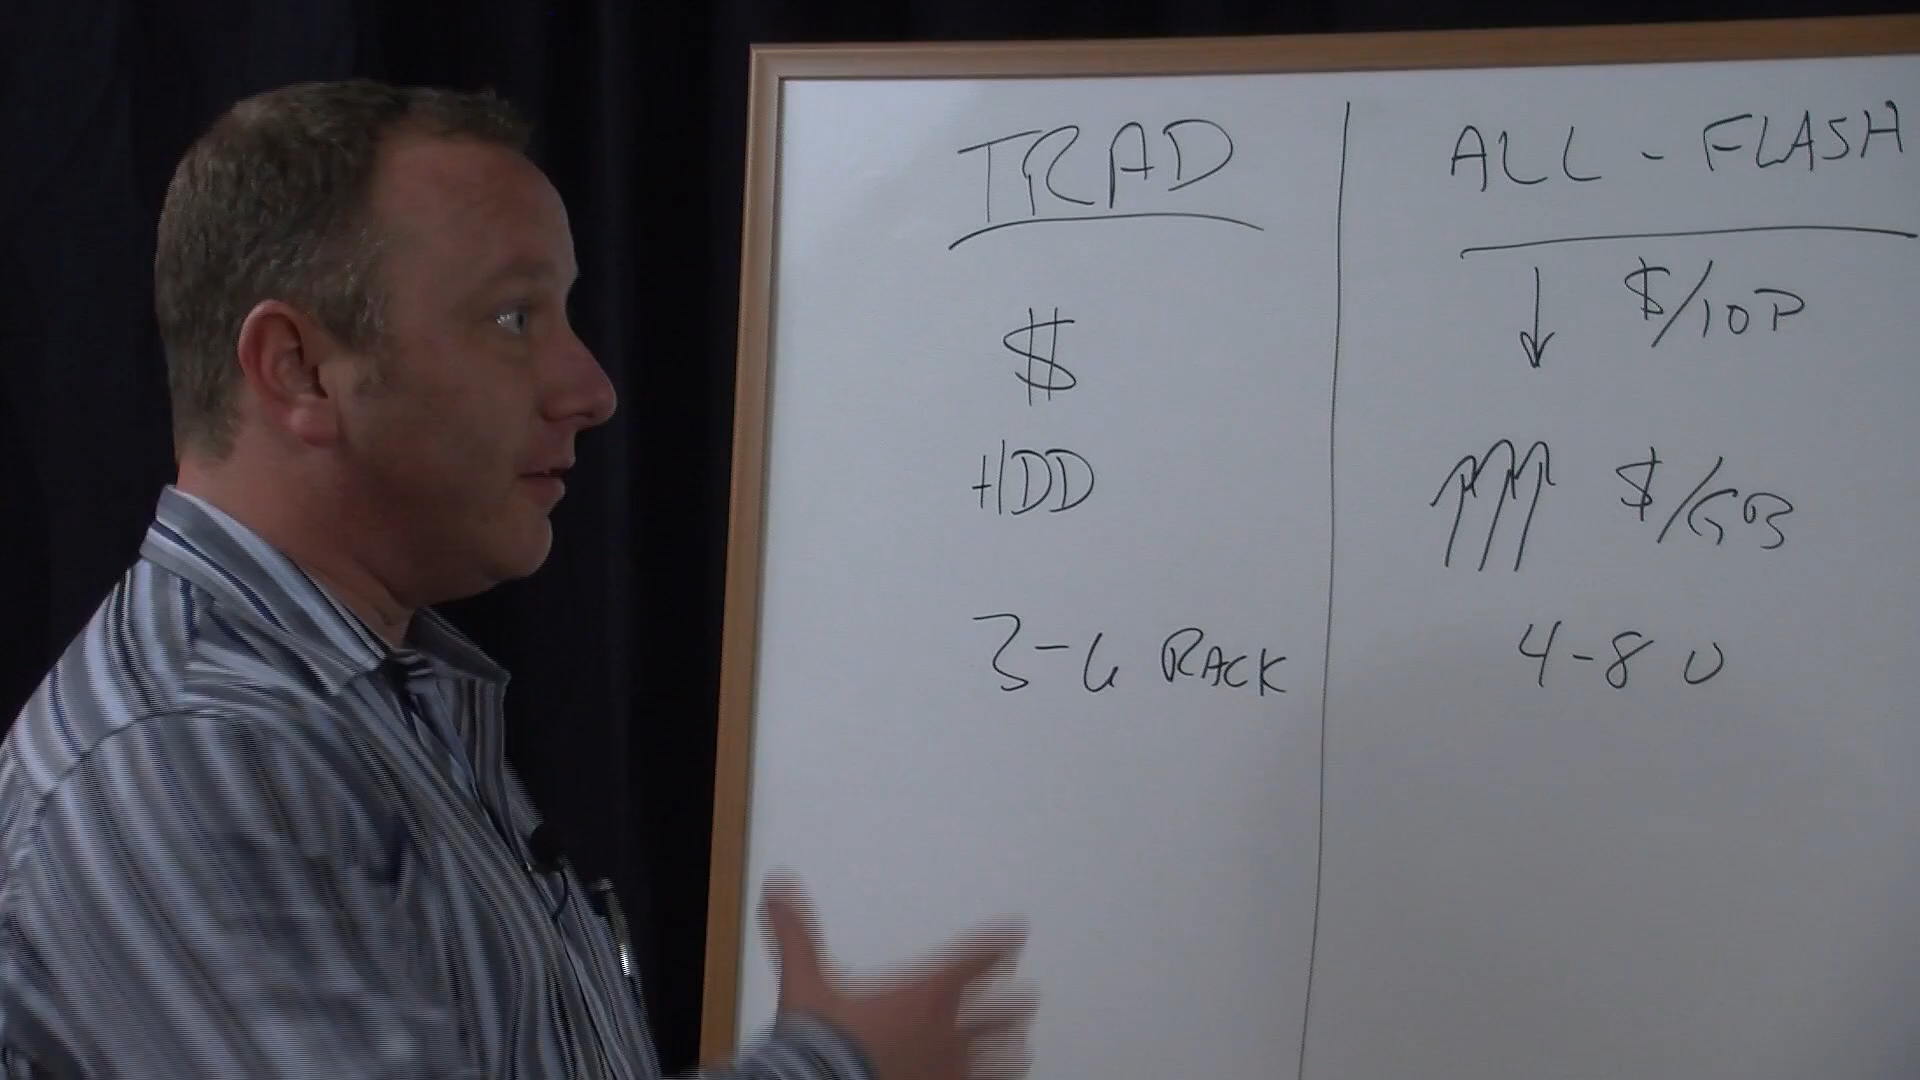 TRAD
$
HDD
3-6 RACK
ALL - FLASH
↓ $/IOP
↑↑↑ $/GB
4-8 U